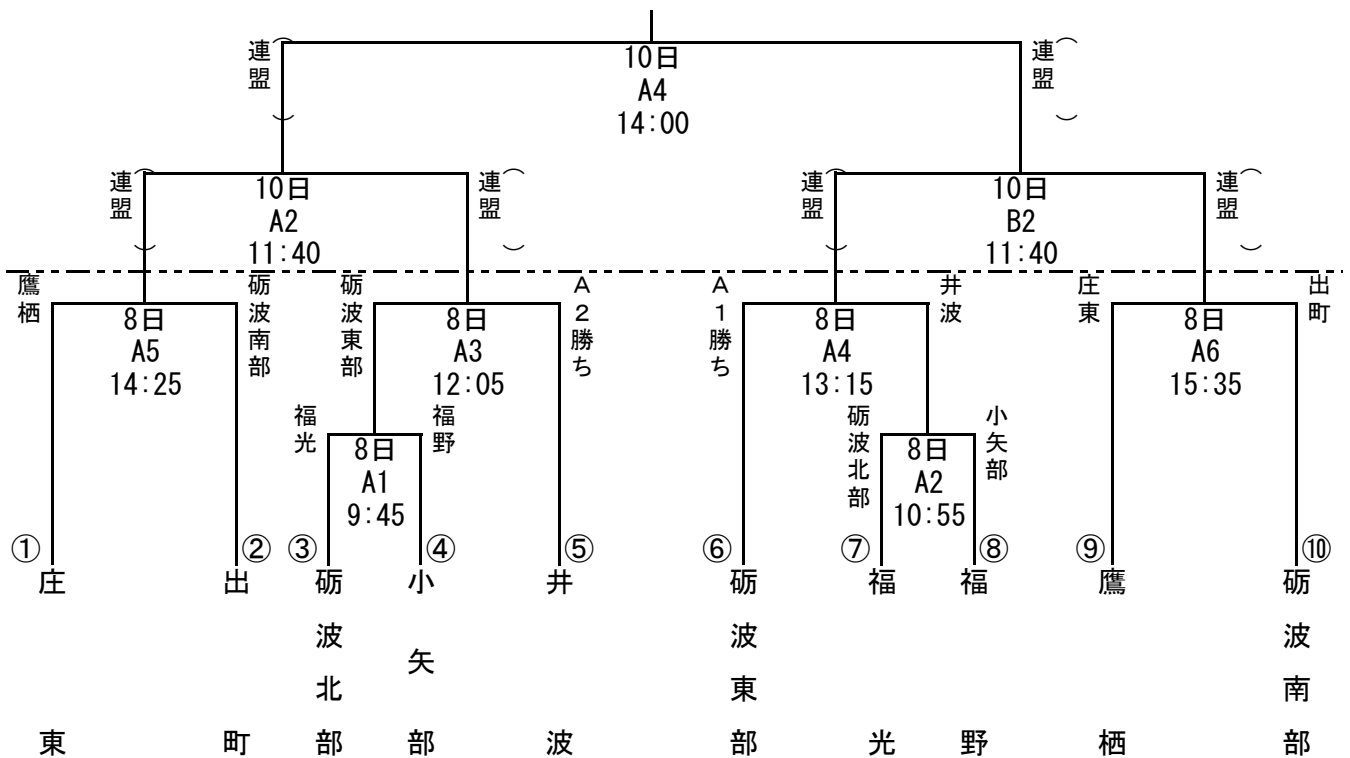 連盟（　）
連盟（　）
10日
A4
14:00
連盟（　）
連盟（　）
連盟（　）
連盟（　）
10日
A2
11:40
10日
B2
11:40
鷹栖
砺波南部
砺波東部
A2勝ち
A1勝ち
井波
庄東
出町
8日
A5
14:25
8日
A3
12:05
8日
A4
13:15
8日
A6
15:35
福光
福野
砺波北部
小矢部
8日
A1
9:45
8日
A2
10:55
①
②
③
④
⑤
⑥
⑦
⑧
⑨
⑩
庄東
出町
砺波北部
小矢部
井波
砺波東部
福光
福野
鷹栖
砺波南部